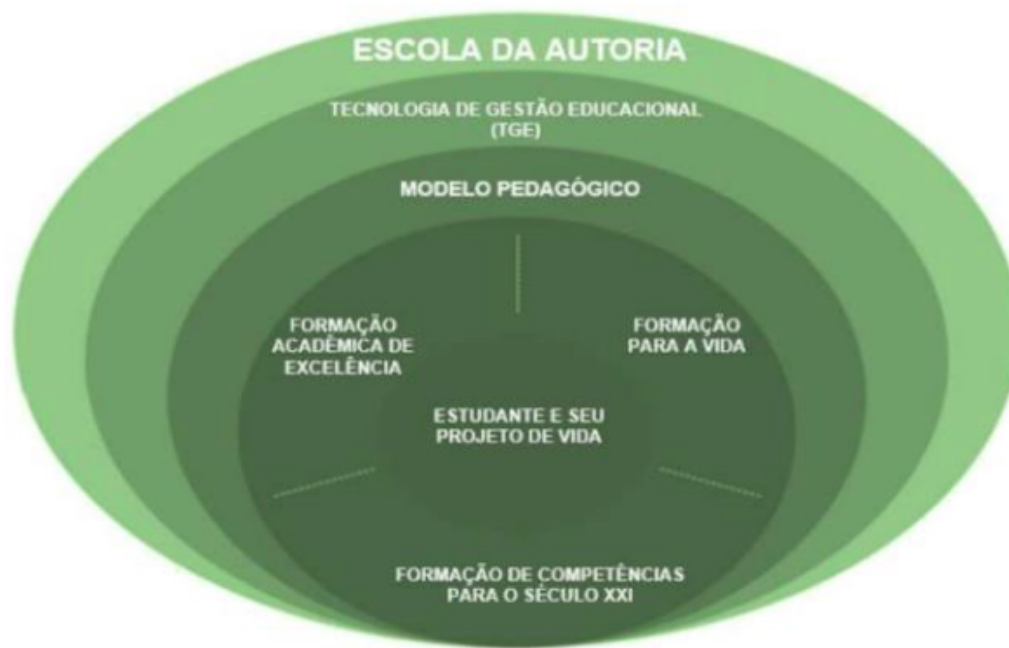 ESCOLA DA AUTORIA
TECNOLOGIA DE GESTÃO EDUCACIONAL
(TGE)
MODELO PEDAGÓGICO
FORMAÇÃO
ACADÊMICA DE
EXCELÊNCIA
FORMAÇÃO
PARA A VIDA
ESTUDANTE E SEU
PROJETO DE VIDA
FORMAÇÃO DE COMPETÊNCIAS
PARA O SÉCULO XXI